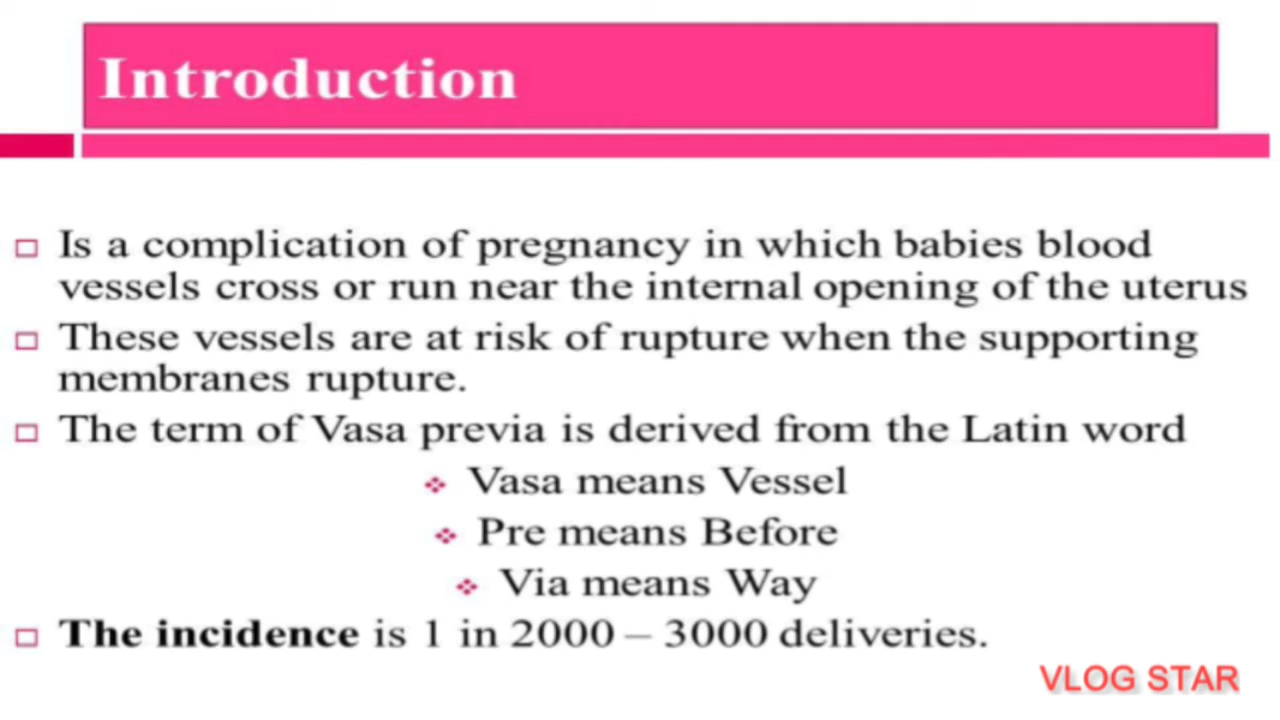 Introduction
Is a complication of pregnancy in which babies blood
vessels cross or run near the internal opening of the uterus
These vessels are at risk of rupture when the supporting
membranes rupture.
The term of Vasa previa is derived from the Latin word
Vasa means Vessel
Pre means Before
Via means Way
The incidence is 1 in 2000 – 3000 deliveries.
VLOG STAR